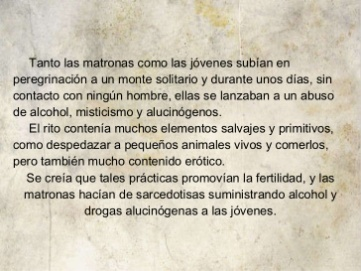 Tanto las matronas como las jóvenes subían en
peregrinación a un monte solitario y durante unos días, sin
contacto con ningún hombre, ellas se lanzaban a un abuso
de alcohol, misticismo y alucinógenos.
El rito contenía muchos elementos salvajes y primitivos,
como despedazar a pequeños animales vivos y comerlos,
pero también mucho contenido erótico.
Se creía que tales prácticas promovían la fertilidad, y las
matronas hacían de sarcedotisas suministrando alcohol y
drogas alucinógenas a las jóvenes.